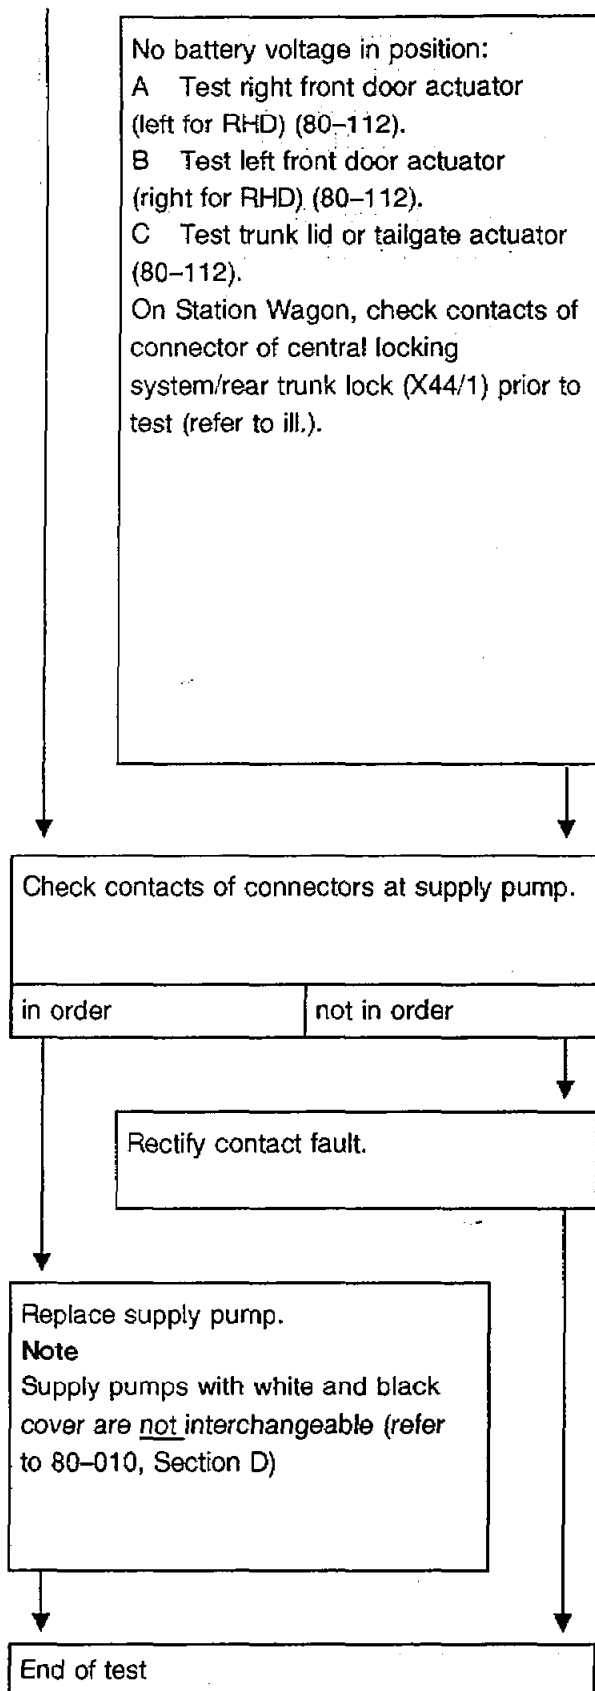 No battery voltage in position:
A Test right front door actuator
(left for RHD) (80–112).
B Test left front door actuator
(right for RHD) (80–112).
C Test trunk lid or tailgate actuator
(80–112).
On Station Wagon, check contacts of
connector of central locking
system/rear trunk lock (X44/1) prior to
test (refer to ill.).
Check contacts of connectors at supply pump.
in order
not in order
Rectify contact fault.
Replace supply pump.
Note
Supply pumps with white and black
cover are not interchangeable (refer
to 80–010, Section D)
End of test